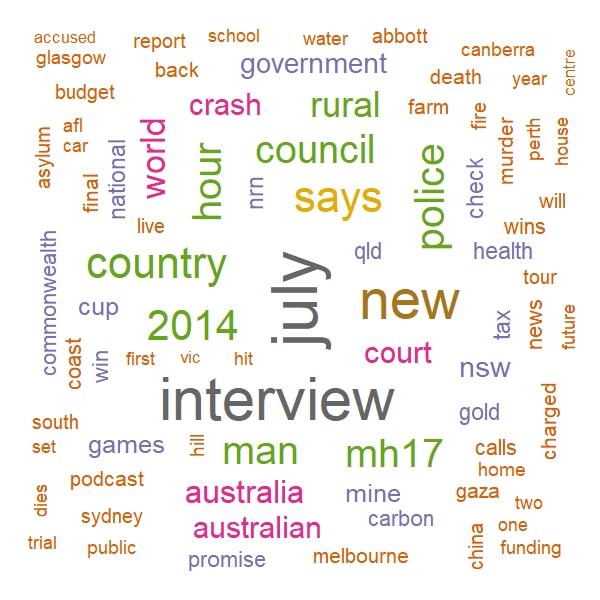 accused
school
water
abbott
report
glasgow
canberra
centre
back
government
death
year
budget
crash
rural
farm
fire
afl
car
asylum
final
national
world
hour
nrn
council
says
police
check
murder
perth
house
will
live
wins
commonwealth
country
july
qld
health
tour
cup
2014
new
tax
news
future
coast
win
first
vic
hit
court
nsw
interview
gold
charged
south
set
games
hill
man
mh17
calls
home
dies
podcast
australia
mine
gaza
two
sydney
australian
carbon
china
one
trial
public
promise
melbourne
funding